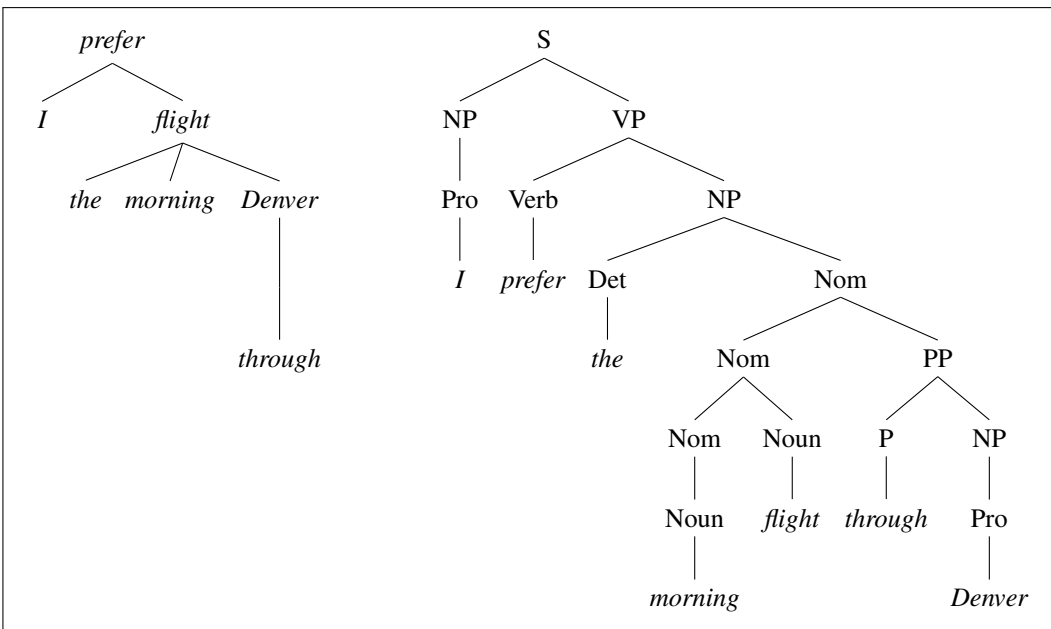 prefer S
I flight NP VP
the morning Denver Pro Verb NP
I prefer Det Nom
through the Nom PP
Nom Noun P NP
Noun flight through Pro
morning Denver